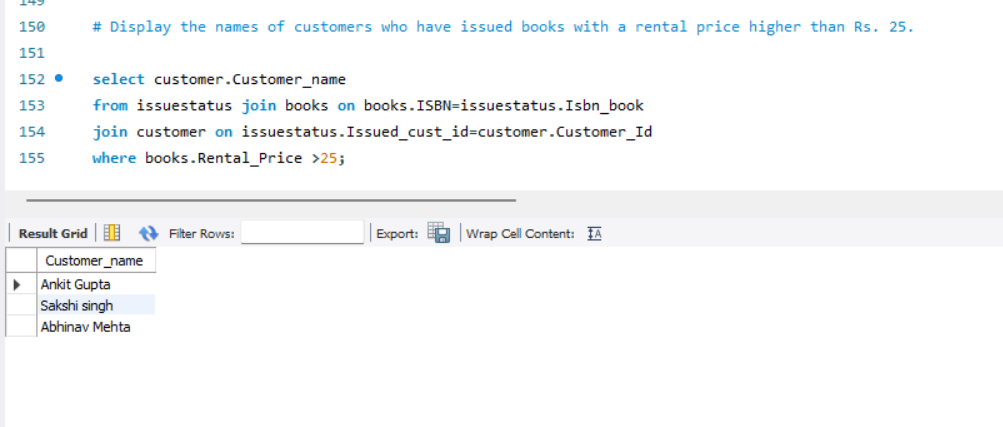 149
150 # Display the names of customers who have issued books with a rental price higher than Rs. 25.
151
152 select customer.Customer_name
153 from issuestatus join books on books.ISBN=issuestatus.Isbn_book
154 join customer on issuestatus.Issued_cust_id=customer.Customer_Id
155 where books.Rental_Price >25;
Result Grid Filter Rows: Export: Wrap Cell Content: IA
Customer_name
Ankit Gupta
Sakshi singh
Abhinav Mehta